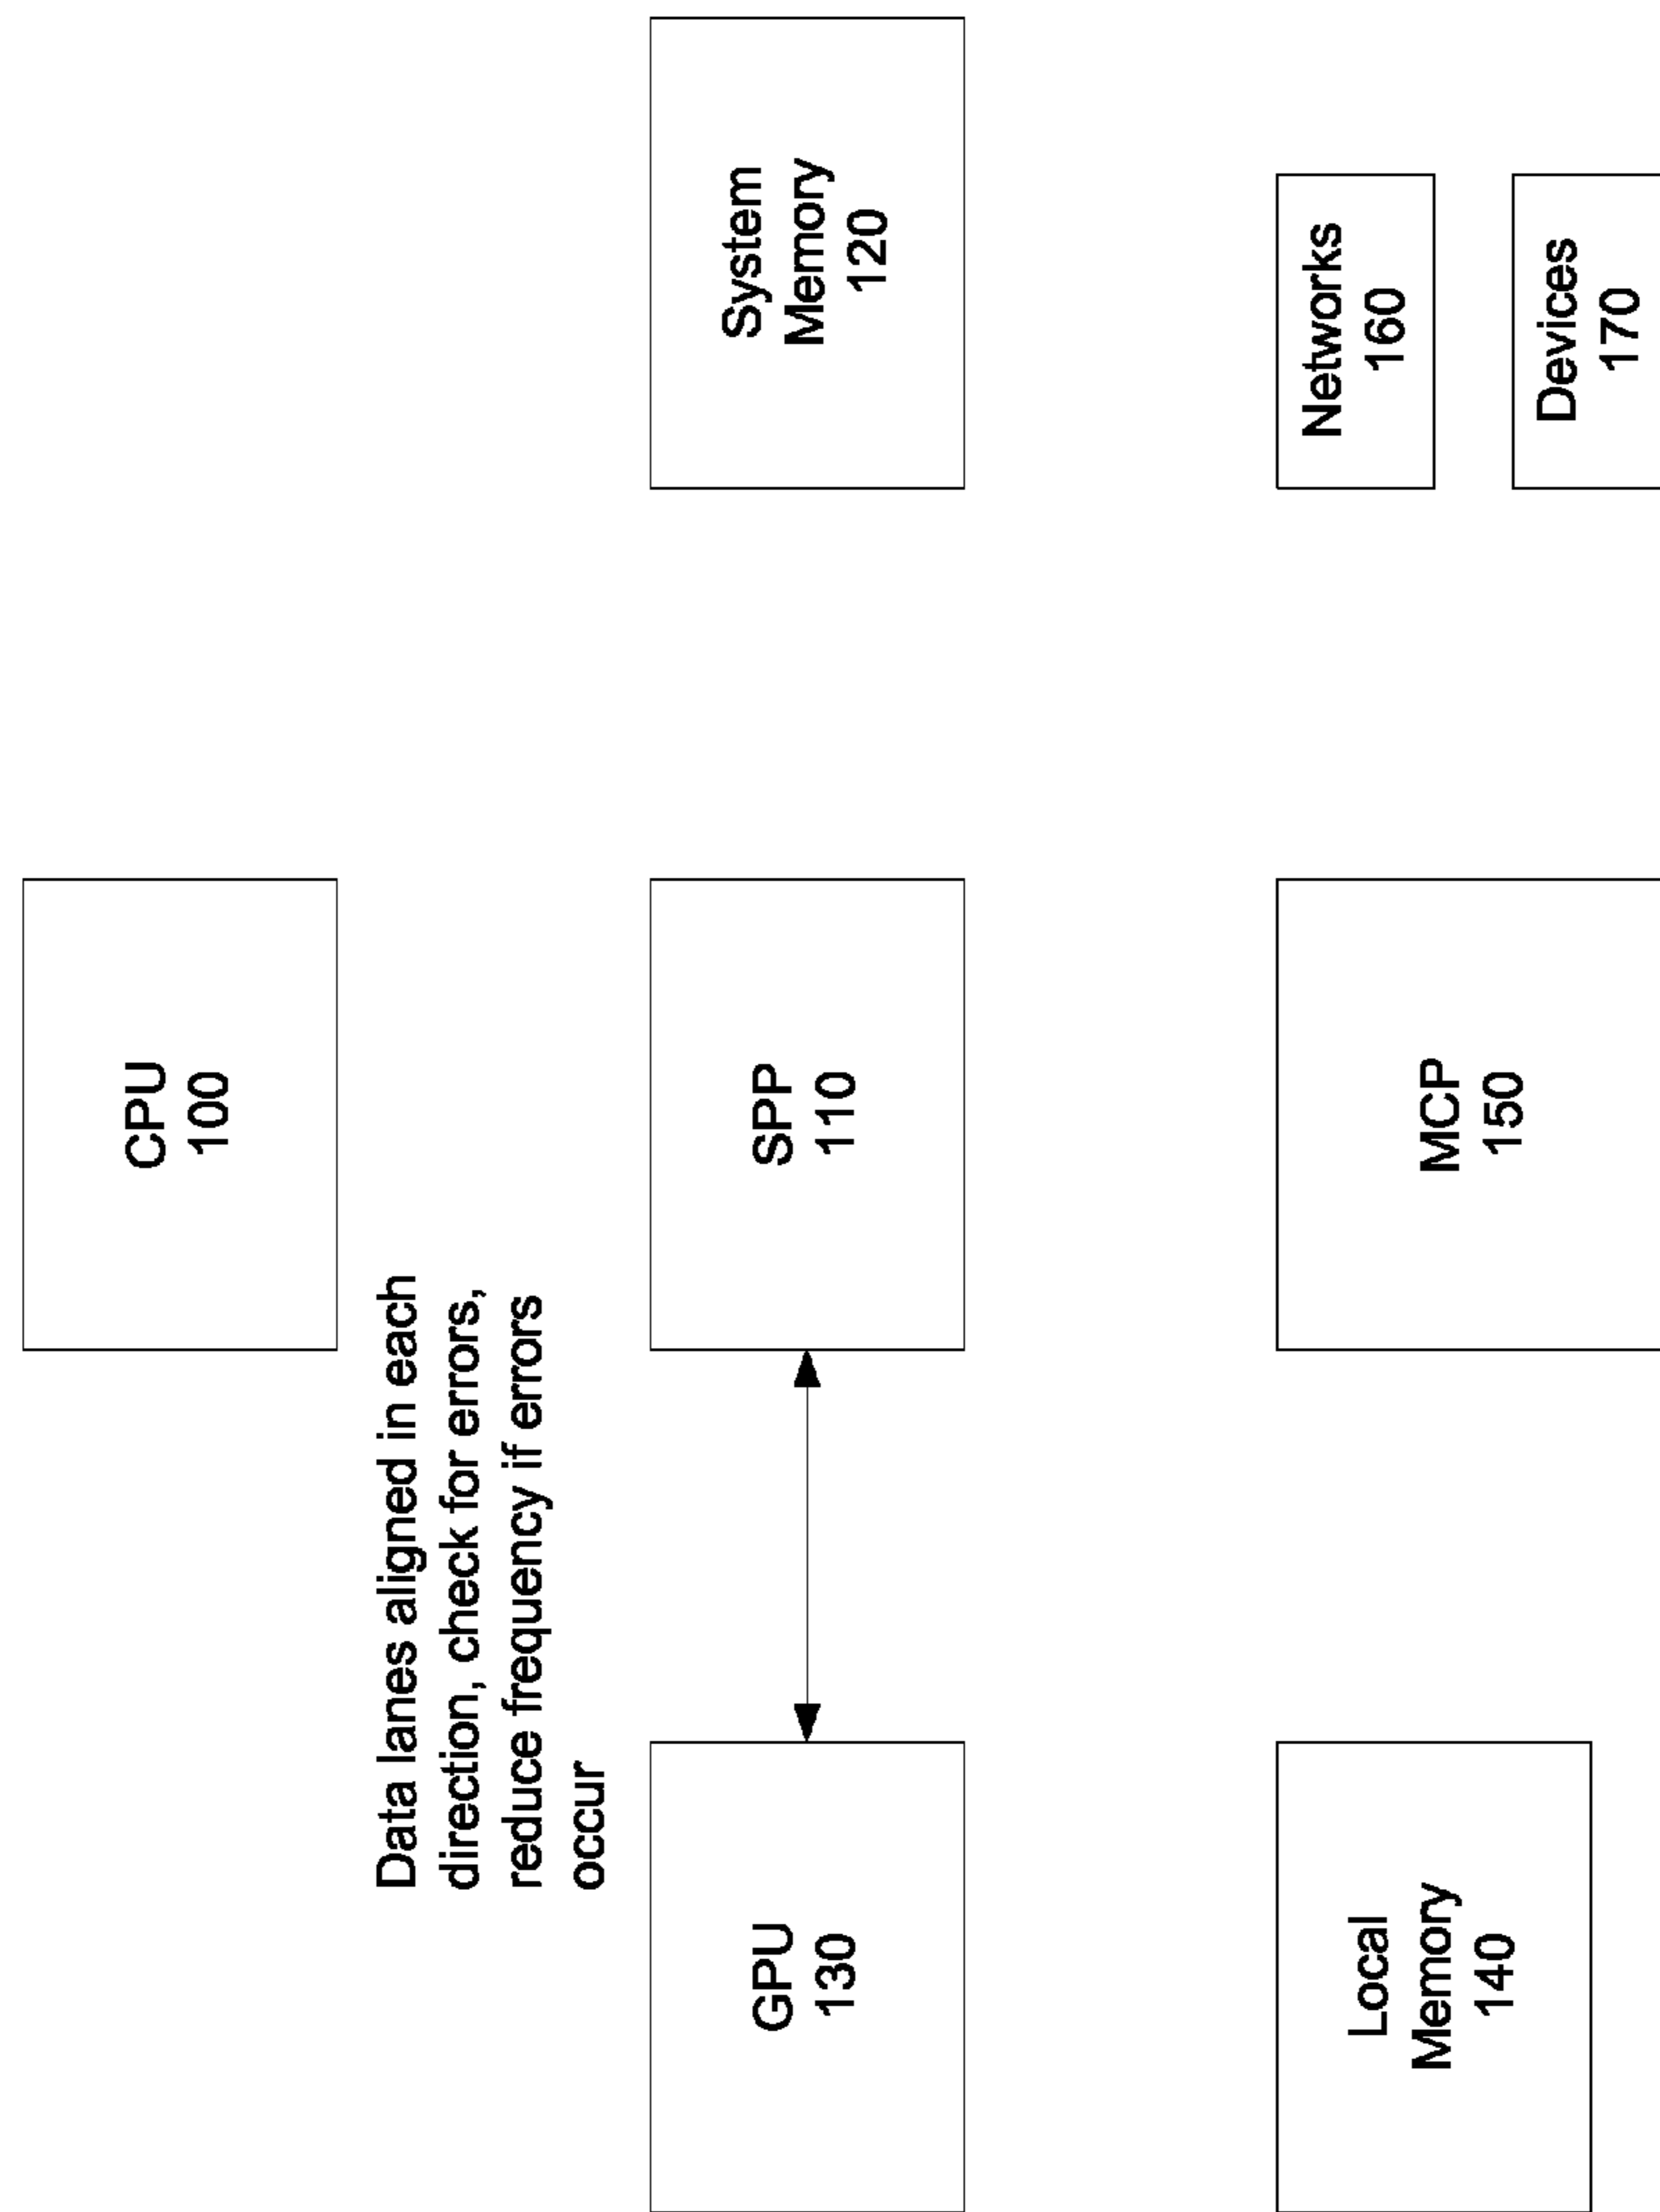 CPU
100
Data lanes aligned in each
direction, check for errors,
reduce frequency if errors
occur
GPU
130
SPP
110
System
Memory
120
Local
Memory
140
MCP
150
Networks
160
Devices
170